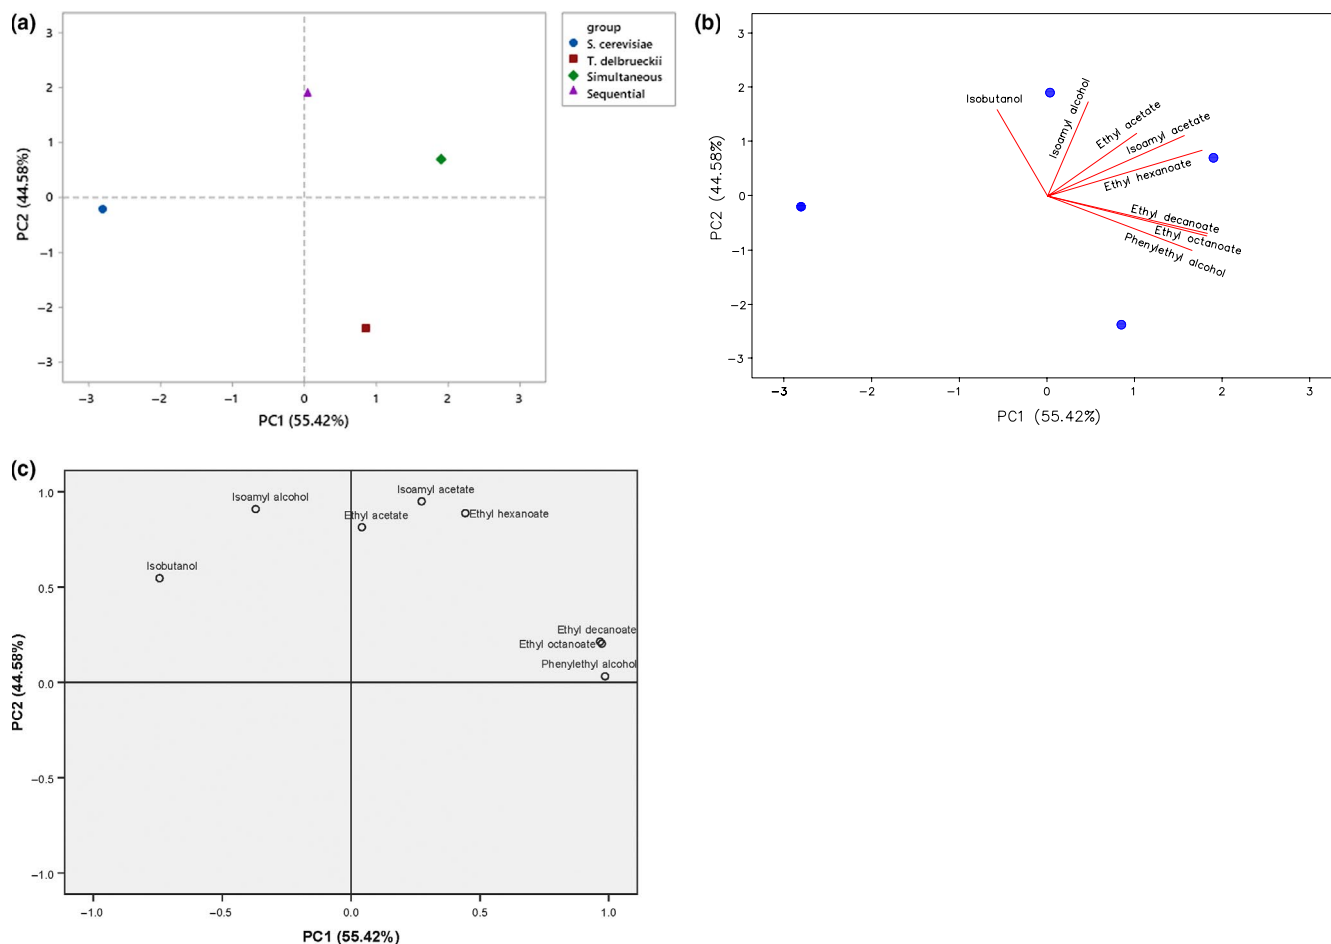 (a)
3
2
1
0
−1
−2
−3
PC2 (44.58%)
−3 −2 −1 0 1 2 3
PC1 (55.42%)
group
S. cerevisiae
T. delbrueckii
Simultaneous
Sequential
(b)
3
2
1
0
−1
−2
−3
PC2 (44.58%)
Isobutanol
Isoamyl alcohol
Ethyl acetate
Isoamyl acetate
Ethyl hexanoate
Ethyl decanoate
Ethyl octanoate
Phenylethyl alcohol
−3 −2 −1 0 1 2 3
PC1 (55.42%)
(c)
1.0
0.5
0.0
−0.5
−1.0
PC2 (44.58%)
Isoamyl acetate
Isoamyl alcohol
Ethyl acetate
Ethyl hexanoate
Isobutanol
Ethyl decanoate
Ethyl octanoate
Phenylethyl alcohol
−1.0 −0.5 0.0 0.5 1.0
PC1 (55.42%)